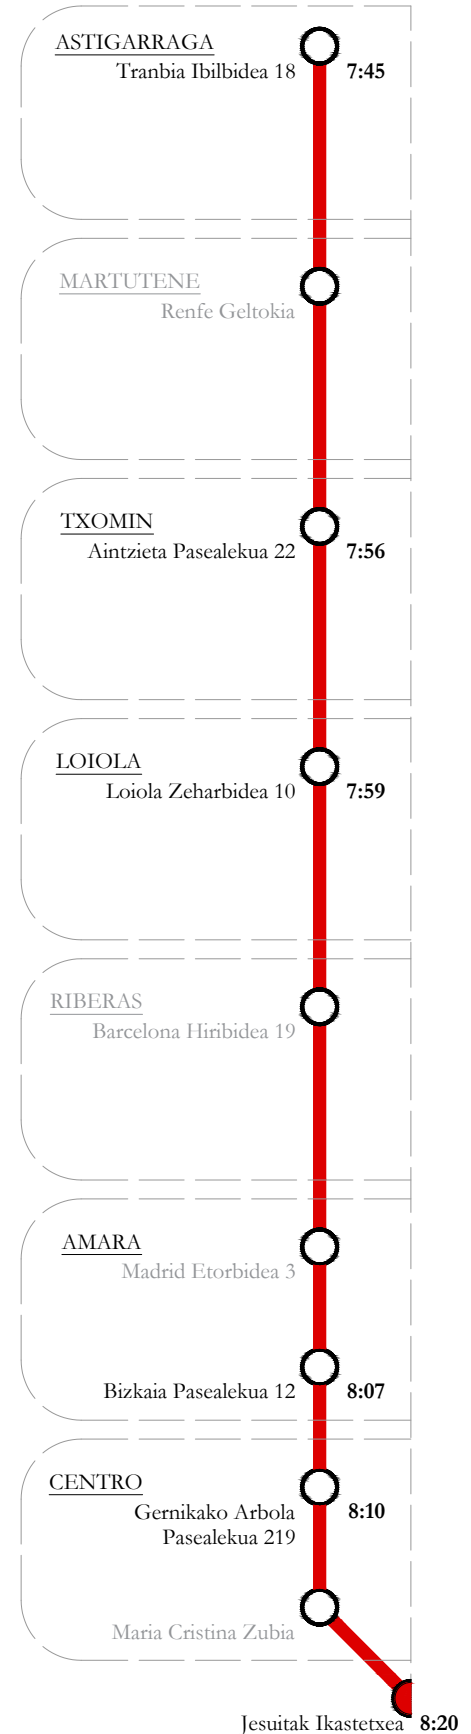 ASTIGARRAGA
Tranbia Ibilbidea 18 7:45
MARTUTENE
Renfe Geltokia
TXOMIN
Aintzieta Pasealekua 22 7:56
LOIOLA
Loiola Zeharbidea 10 7:59
RIBERAS
Barcelona Hiribidea 19
AMARA
Madrid Etorbidea 3
Bizkaia Pasealekua 12 8:07
CENTRO
Gernikako Arbola 8:10
Pasealekua 219
Maria Cristina Zubia
Jesuitak Ikastetxea 8:20